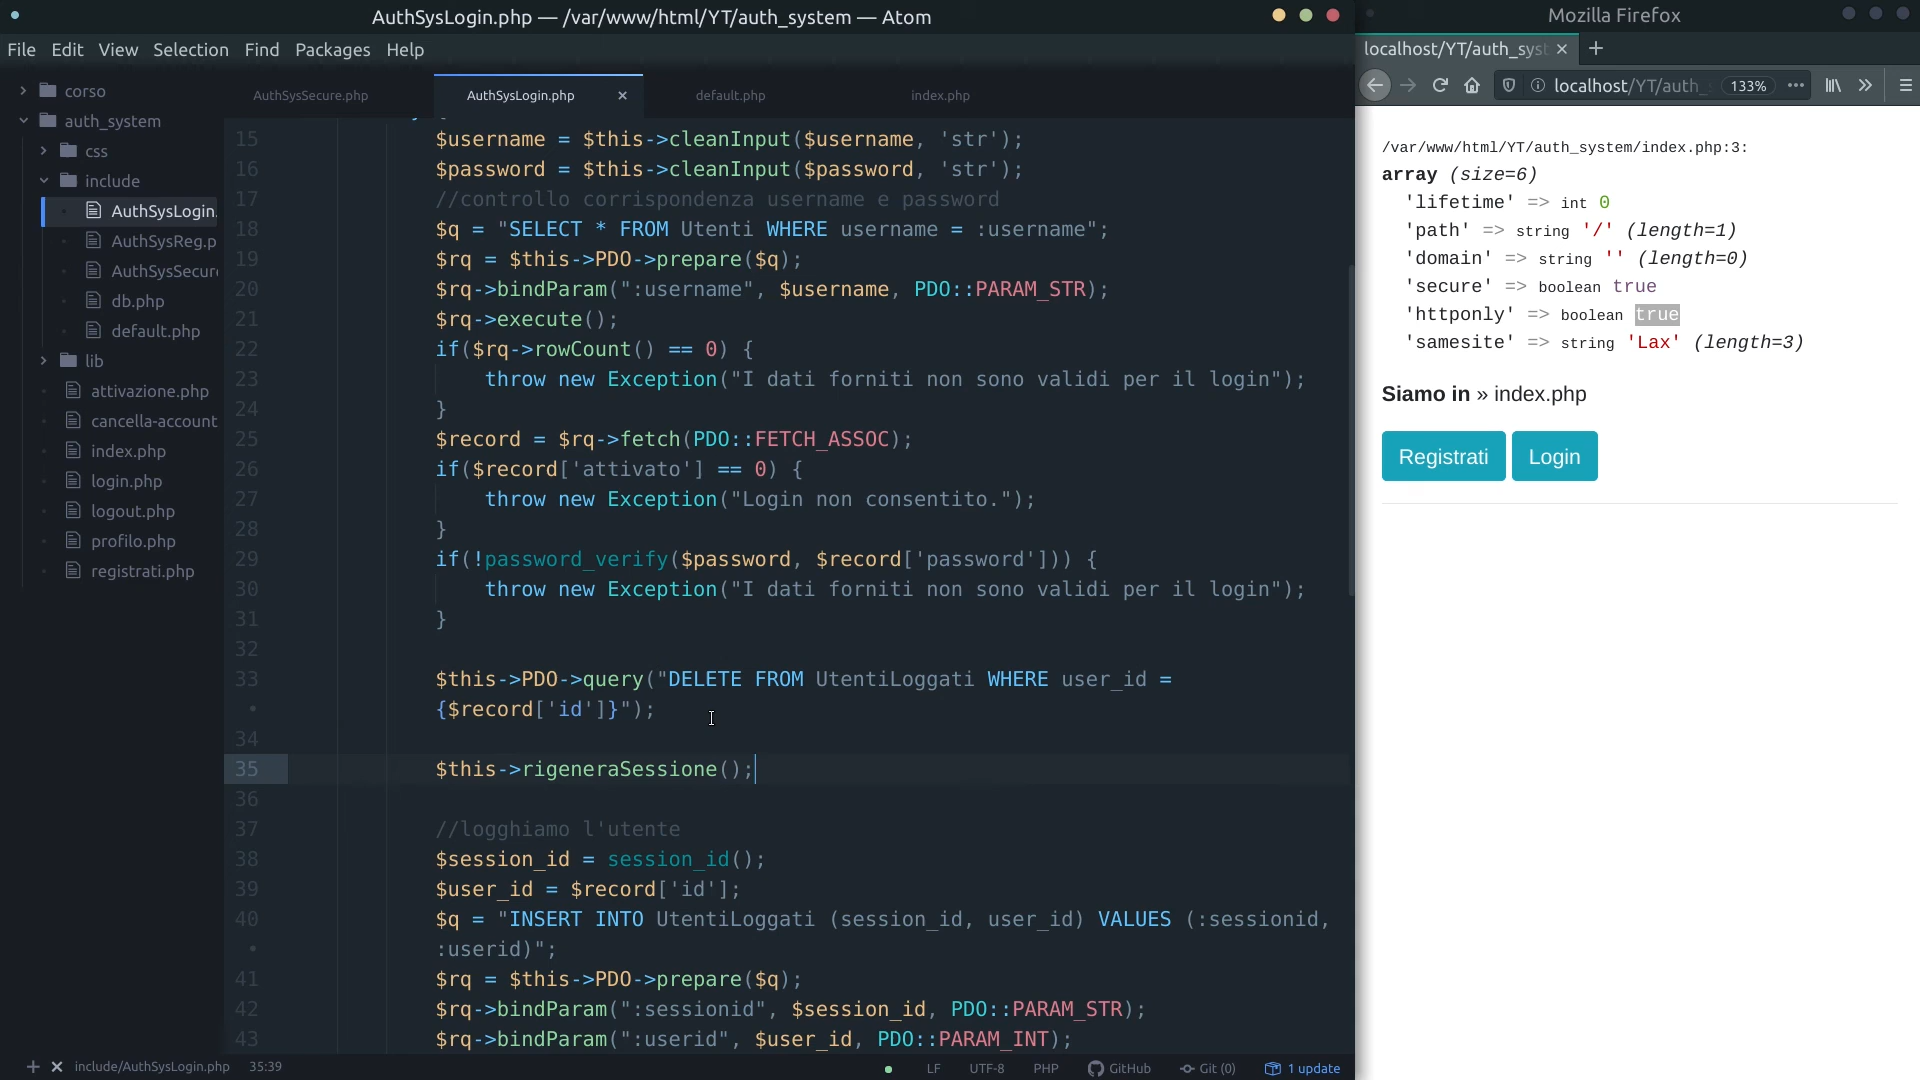 AuthSysLogin.php — /var/www/html/YT/auth_system — Atom
File Edit View Selection Find Packages Help
corso
auth_system
css
include
AuthSysLogin.
AuthSysReg.p
AuthSysSecure
db.php
default.php
lib
attivazione.php
cancella-account
index.php
login.php
logout.php
profilo.php
registrati.php
AuthSysSecure.php AuthSysLogin.php default.php index.php
15 $username = $this->cleanInput($username, 'str');
16 $password = $this->cleanInput($password, 'str');
17 //controllo corrispondenza username e password
18 $q = "SELECT * FROM Utenti WHERE username = :username";
19 $rq = $this->PDO->prepare($q);
20 $rq->bindParam(":username", $username, PDO::PARAM_STR);
21 $rq->execute();
22 if($rq->rowCount() == 0) {
23 throw new Exception("I dati forniti non sono validi per il login");
24 }
25 $record = $rq->fetch(PDO::FETCH_ASSOC);
26 if($record['attivato'] == 0) {
27 throw new Exception("Login non consentito.");
28 }
29 if(!password_verify($password, $record['password'])) {
30 throw new Exception("I dati forniti non sono validi per il login");
31 }
32
33 $this->PDO->query("DELETE FROM UtentiLoggati WHERE user_id =
• {$record['id']}");
34
35 $this->rigeneraSessione();
36
37 //logghiamo l'utente
38 $session_id = session_id();
39 $user_id = $record['id'];
40 $q = "INSERT INTO UtentiLoggati (session_id, user_id) VALUES (:sessionid,
• :userid)";
41 $rq = $this->PDO->prepare($q);
42 $rq->bindParam(":sessionid", $session_id, PDO::PARAM_STR);
43 $rq->bindParam(":userid", $user_id, PDO::PARAM_INT);
include/AuthSysLogin.php 35:39 LF UTF-8 PHP GitHub Git (0) 1 update
Mozilla Firefox
localhost/YT/auth_syst
localhost/YT/auth_ 133%
/var/www/html/YT/auth_system/index.php:3:
array (size=6)
'lifetime' => int 0
'path' => string '/' (length=1)
'domain' => string '' (length=0)
'secure' => boolean true
'httponly' => boolean true
'samesite' => string 'Lax' (length=3)
Siamo in » index.php
Registrati Login